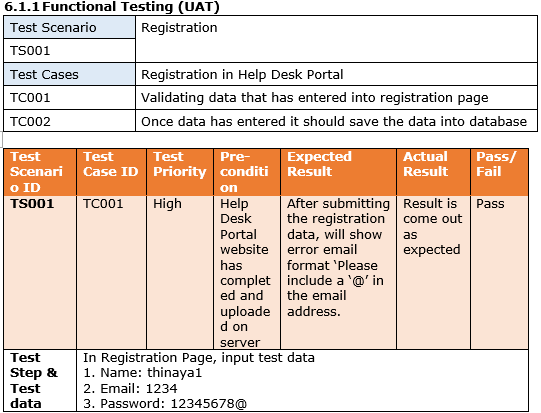 6.1.1 Functional Testing (UAT)
Test Scenario Registration
TS001
Test Cases Registration in Help Desk Portal
TC001 Validating data that has entered into registration page
TC002 Once data has entered it should save the data into database
Test Scenari o ID
Test Case ID
Test Priority
Pre- conditi on
Expected Result
Actual Result
Pass/ Fail
TS001
TC001
High
Help
Desk
Portal
website
has
complet
ed and
uploade
d on
server
After submitting
the registration
data, will show
error email
format ‘Please
include a ‘@’ in
the email
address.
Result is
come out
as
expected
Pass
Test
Step &
Test
data
In Registration Page, input test data
1. Name: thinaya1
2. Email: 1234
3. Password: 12345678@